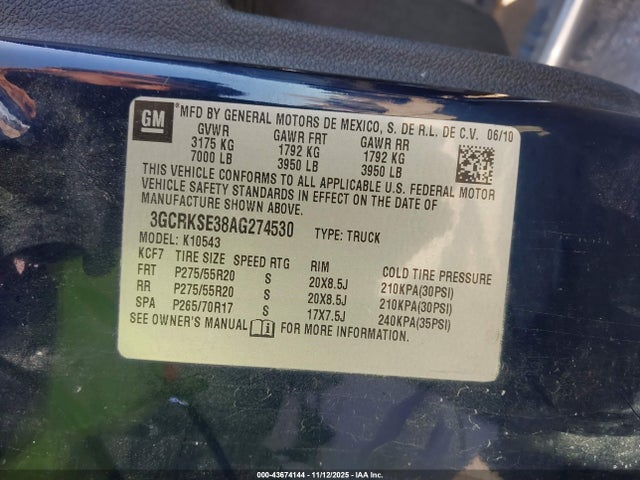 GM
*MFD BY GENERAL MOTORS DE MEXICO, S. DE R.L. DE C.V. 06/10
GVWR GAWR FRT GAWR RR
3175 KG 1792 KG 1792 KG
7000 LB 3950 LB 3950 LB
THIS VEHICLE CONFORMS TO ALL APPLICABLE U.S. FEDERAL MOTOR
VEHICLE SAFETY STANDARDS IN EFFECT ON THE DATE OF
MANUFACTURE SHOWN ABOVE.
3GCRKSE38AG274530 TYPE: TRUCK
MODEL: K10543
KCF7 TIRE SIZE SPEED RTG RIM COLD TIRE PRESSURE
FRT P275/55R20 S 20X8.5J 210KPA(30PSI)
RR P275/55R20 S 20X8.5J 210KPA(30PSI)
SPA P265/70R17 S 17X7.5J 240KPA(35PSI)
SEE OWNER'S MANUAL FOR MORE INFORMATION.
000-43674144 - 11/12/2025 - IAA Inc.